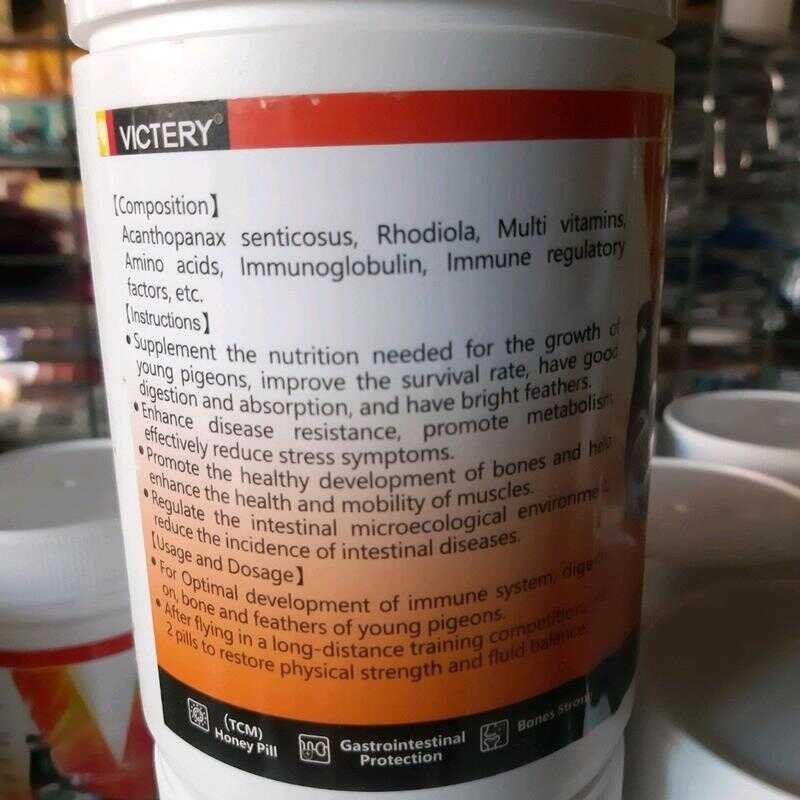 VICTERY®
【Composition】
Acanthopanax senticosus, Rhodiola, Multi vitamins,
Amino acids, Immunoglobulin, Immune regulatory
factors, etc.
【Instructions】
•Supplement the nutrition needed for the growth of
young pigeons, improve the survival rate, have good
digestion and absorption, and have bright feathers.
•Enhance disease resistance, promote metabolism,
effectively reduce stress symptoms.
•Promote the healthy development of bones and help
enhance the health and mobility of muscles.
•Regulate the intestinal microecological environment,
reduce the incidence of intestinal diseases.
【Usage and Dosage】
•For Optimal development of immune system, digesti
on, bone and feathers of young pigeons.
•After flying in a long-distance training competition,
2 pills to restore physical strength and fluid balance.
(TCM)
Honey Pill
Gastrointestinal
Protection
Bones Strong